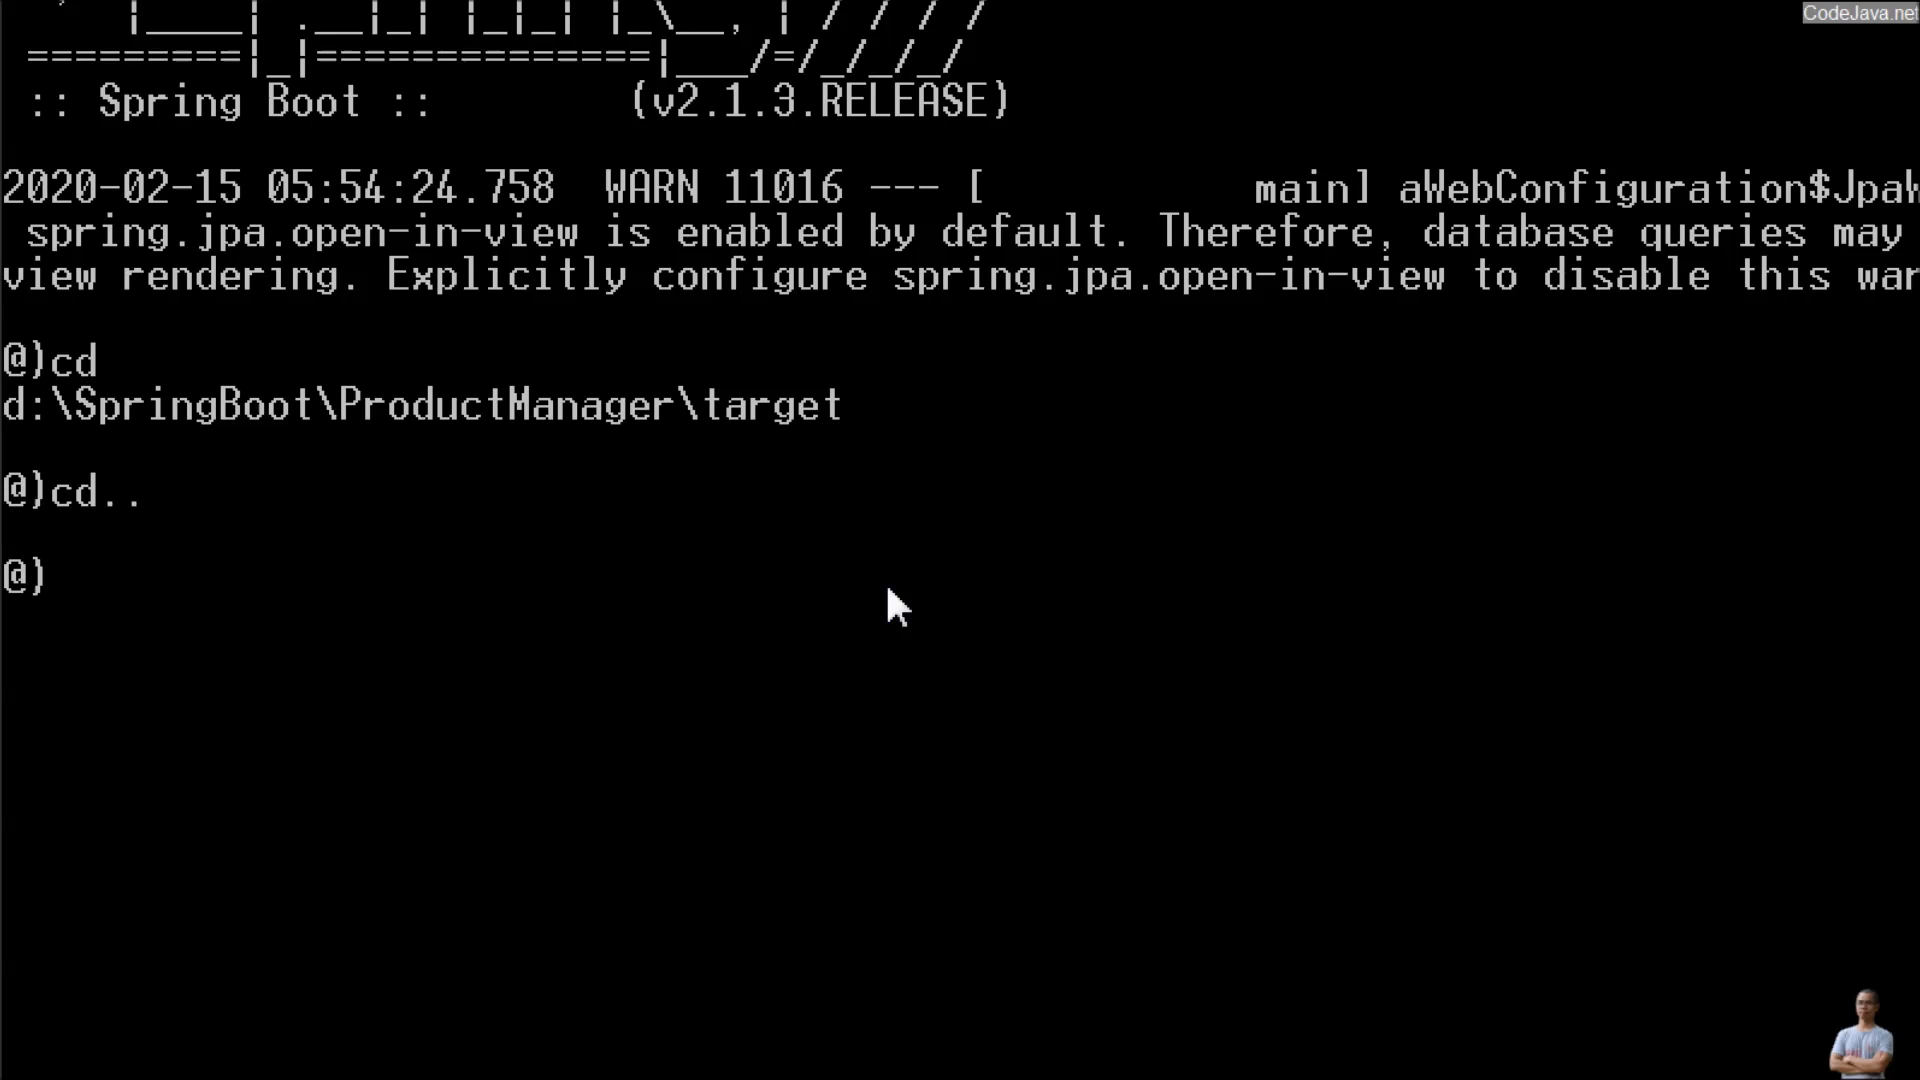 CodeJava.net
=========|_|==============|___/=/_/_/_/
:: Spring Boot :: (v2.1.3.RELEASE)
2020-02-15 05:54:24.758 WARN 11016 --- [ main] aWebConfiguration$JpaW
spring.jpa.open-in-view is enabled by default. Therefore, database queries may
view rendering. Explicitly configure spring.jpa.open-in-view to disable this war
@}cd
d:\SpringBoot\ProductManager\target
@}cd..
@}